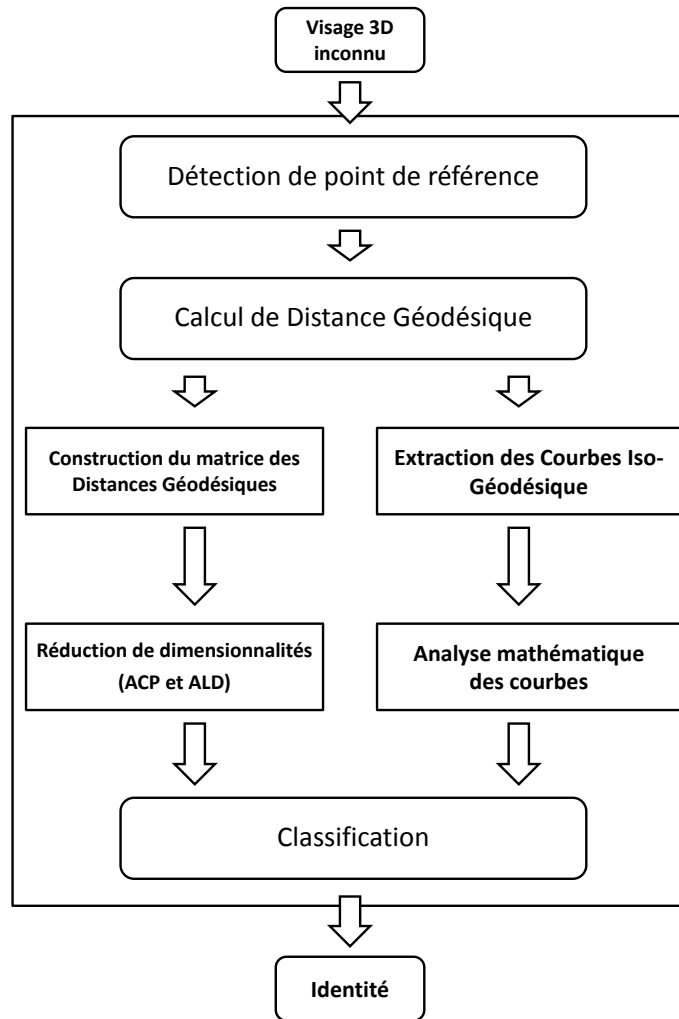 Visage 3D
inconnu
Détection de point de référence
Calcul de Distance Géodésique
Construction du matrice des
Distances Géodésiques
Extraction des Courbes Iso-
Géodésique
Réduction de dimensionnalités
(ACP et ALD)
Analyse mathématique
des courbes
Classification
Identité